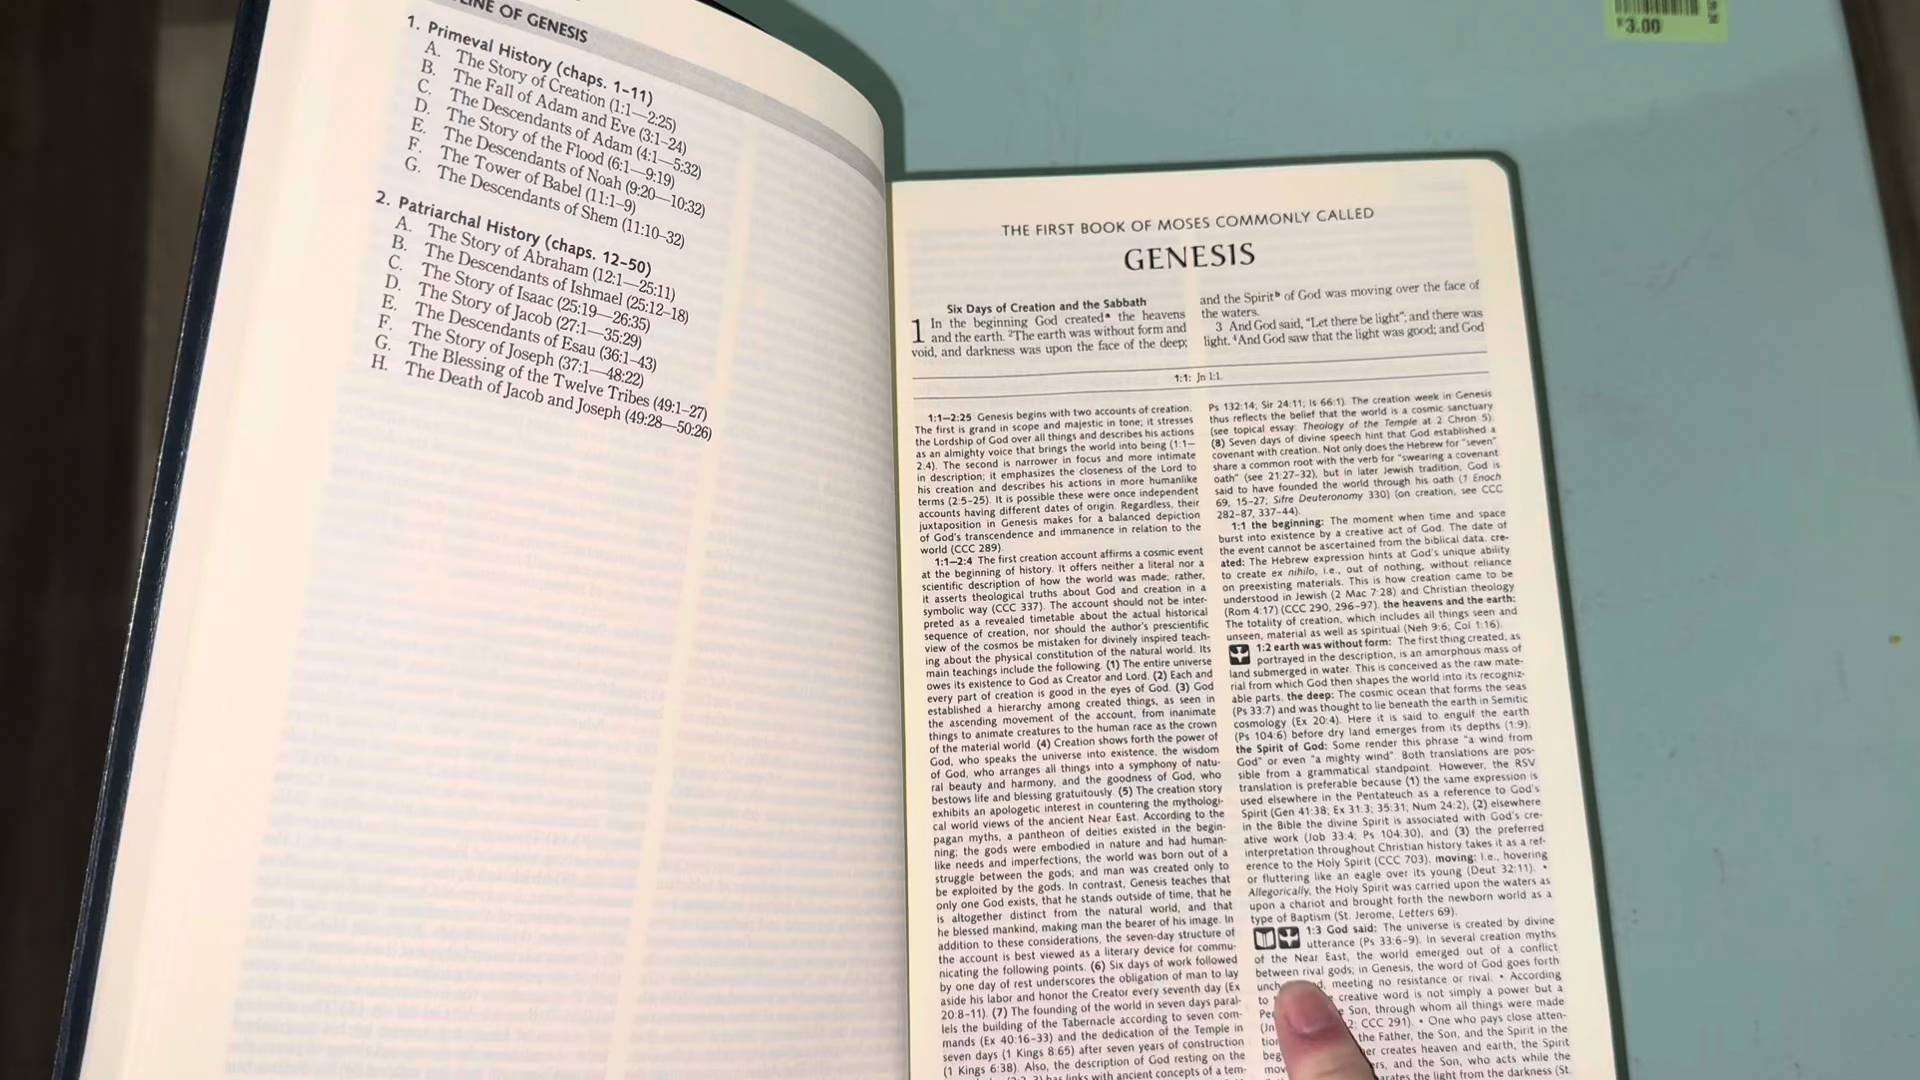 LINE OF GENESIS
1. Primeval History (chaps. 1–11)
A. The Story of Creation (1:1—2:25)
B. The Fall of Adam and Eve (3:1–24)
C. The Descendants of Adam (4:1—5:32)
D. The Story of the Flood (6:1—9:19)
E. The Descendants of Noah (9:20—10:32)
F. The Tower of Babel (11:1–9)
G. The Descendants of Shem (11:10–32)
2. Patriarchal History (chaps. 12–50)
A. The Story of Abraham (12:1—25:11)
B. The Descendants of Ishmael (25:12–18)
C. The Story of Isaac (25:19—26:35)
D. The Story of Jacob (27:1—35:29)
E. The Descendants of Esau (36:1–43)
F. The Story of Joseph (37:1—48:22)
G. The Blessing of the Twelve Tribes (49:1–27)
H. The Death of Jacob and Joseph (49:28—50:26)
$3.00
THE FIRST BOOK OF MOSES COMMONLY CALLED
GENESIS
Six Days of Creation and the Sabbath
1 In the beginning God created ª the heavens
and the earth. ²The earth was without form and
void, and darkness was upon the face of the deep;
and the Spirit ᵇ of God was moving over the face of
the waters.
3 And God said, “Let there be light”; and there was
light. ⁴And God saw that the light was good; and God
1:1: Jn 1:1.
1:1–2:25 Genesis begins with two accounts of creation.
The first is grand in scope and majestic in tone; it stresses
the Lordship of God over all things and describes his actions
as an almighty voice that brings the world into being (1:1–
2:4). The second is narrower in focus and more intimate
in description; it emphasizes the closeness of the Lord to
his creation and describes his actions in more humanlike
terms (2:5–25). It is possible these were once independent
accounts having different dates of origin. Regardless, their
juxtaposition in Genesis makes for a balanced depiction
of God's transcendence and immanence in relation to the
world (CCC 289).
1:1–2:4 The first creation account affirms a cosmic event
at the beginning of history. It offers neither a literal nor a
scientific description of how the world was made; rather,
it asserts theological truths about God and creation in a
symbolic way (CCC 337). The account should not be inter-
preted as a revealed timetable about the actual historical
sequence of creation, nor should the author's prescientific
view of the cosmos be mistaken for divinely inspired teach-
ing about the physical constitution of the natural world. Its
main teachings include the following. (1) The entire universe
owes its existence to God as Creator and Lord. (2) Each and
every part of creation is good in the eyes of God. (3) God
established a hierarchy among created things, as seen in
the ascending movement of the account, from inanimate
things to animate creatures to the human race as the crown
of the material world. (4) Creation shows forth the power of
God, who speaks the universe into existence, the wisdom
of God, who arranges all things into a symphony of natu-
ral beauty and harmony, and the goodness of God, who
bestows life and blessing gratuitously. (5) The creation story
exhibits an apologetic interest in countering the mythologi-
cal world views of the ancient Near East. According to the
pagan myths, a pantheon of deities existed in the begin-
ning; the gods were embodied in nature and had human-
like needs and imperfections; the world was born out of a
struggle between the gods; and man was created only to
be exploited by the gods. In contrast, Genesis teaches that
only one God exists, that he stands outside of time, that he
is altogether distinct from the natural world, and that
he blessed mankind, making man the bearer of his image. In
addition to these considerations, the seven-day structure of
the account is best viewed as a literary device for commu-
nicating the following points. (6) Six days of work followed
by one day of rest underscores the obligation of man to lay
aside his labor and honor the Creator every seventh day (Ex
20:8–11). (7) The founding of the world in seven days paral-
lels the building of the Tabernacle according to seven com-
mands (Ex 40:16–33) and the dedication of the Temple in
seven days (1 Kings 8:65) after seven years of construction
(1 Kings 6:38). Also, the description of God resting on the
has links with ancient concepts of a tem-
Ps 132:14; Sir 24:11; Is 66:1). The creation week in Genesis
thus reflects the belief that the world is a cosmic sanctuary
(see topical essay: Theology of the Temple at 2 Chron 5).
(8) Seven days of divine speech hint that God established a
covenant with creation. Not only does the Hebrew for “seven”
share a common root with the verb for “swearing a covenant
oath” (see 21:27–32), but in later Jewish tradition, God is
said to have founded the world through his oath (1 Enoch
69, 15–27; Sifre Deuteronomy 330) (on creation, see CCC
282–87, 337–44).
1:1 the beginning: The moment when time and space
burst into existence by a creative act of God. The date of
the event cannot be ascertained from the biblical data. cre-
ated: The Hebrew expression hints at God's unique ability
to create ex nihilo, i.e., out of nothing, without reliance
on preexisting materials. This is how creation came to be
understood in Jewish (2 Mac 7:28) and Christian theology
(Rom 4:17) (CCC 290, 296–97). the heavens and the earth:
The totality of creation, which includes all things seen and
unseen, material as well as spiritual (Neh 9:6; Col 1:16).
1:2 earth was without form: The first thing created, as
portrayed in the description, is an amorphous mass of
land submerged in water. This is conceived as the raw mate-
rial from which God then shapes the world into its recogniz-
able parts. the deep: The cosmic ocean that forms the seas
(Ps 33:7) and was thought to lie beneath the earth in Semitic
cosmology (Ex 20:4). Here it is said to engulf the earth
(Ps 104:6) before dry land emerges from its depths (1:9).
the Spirit of God: Some render this phrase “a wind from
God” or even “a mighty wind”. Both translations are pos-
sible from a grammatical standpoint. However, the RSV
translation is preferable because (1) the same expression is
used elsewhere in the Pentateuch as a reference to God's
Spirit (Gen 41:38; Ex 31:3; 35:31; Num 24:2), (2) elsewhere
in the Bible the divine Spirit is associated with God's cre-
ative work (Job 33:4; Ps 104:30), and (3) the preferred
interpretation throughout Christian history takes it as a ref-
erence to the Holy Spirit (CCC 703). moving: I.e., hovering
or fluttering like an eagle over its young (Deut 32:11). •
Allegorically, the Holy Spirit was carried upon the waters as
upon a chariot and brought forth the newborn world as a
type of Baptism (St. Jerome, Letters 69).
1:3 God said: The universe is created by divine
utterance (Ps 33:6–9). In several creation myths
of the Near East, the world emerged out of a conflict
between rival gods; in Genesis, the word of God goes forth
meeting no resistance or rival. • According
to creative word is not simply a power but a
Son, through whom all things were made
CCC 291). • One who pays close atten-
the Father, the Son, and the Spirit in the
creates heaven and earth, the Spirit
and the Son, who acts while the
the light from the darkness (St.